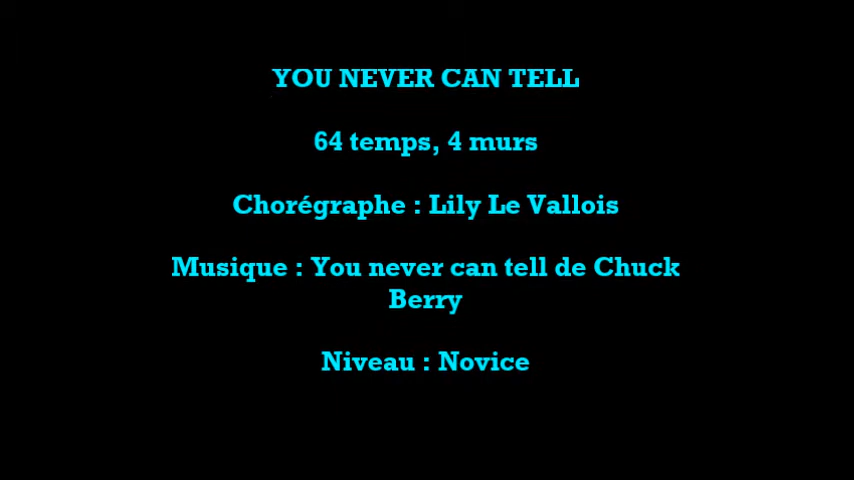 YOU NEVER CAN TELL
64 temps, 4 murs
Chorégraphe : Lily Le Vallois
Musique : You never can tell de Chuck
Berry
Niveau : Novice